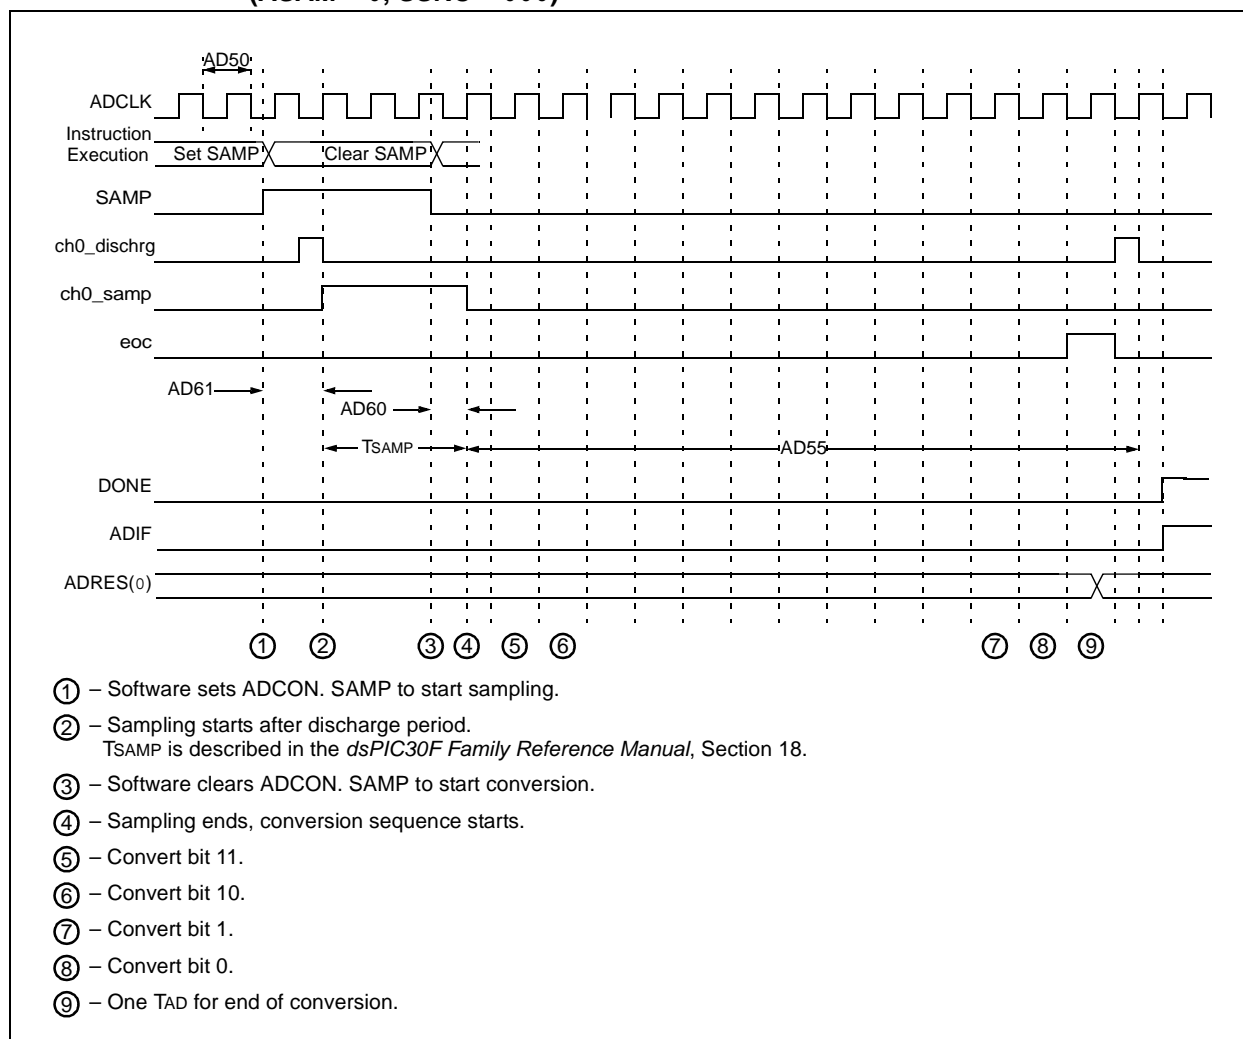 AD50
ADCLK
Instruction
Execution
Set SAMP
Clear SAMP
SAMP
ch0_dischrg
ch0_samp
eoc
AD61
AD60
TSAMP
AD55
DONE
ADIF
ADRES(0)
1 2 3 4 5 6 7 8 9
1 – Software sets ADCON. SAMP to start sampling.
2 – Sampling starts after discharge period.
TSAMP is described in the dsPIC30F Family Reference Manual, Section 18.
3 – Software clears ADCON. SAMP to start conversion.
4 – Sampling ends, conversion sequence starts.
5 – Convert bit 11.
6 – Convert bit 10.
7 – Convert bit 1.
8 – Convert bit 0.
9 – One TAD for end of conversion.